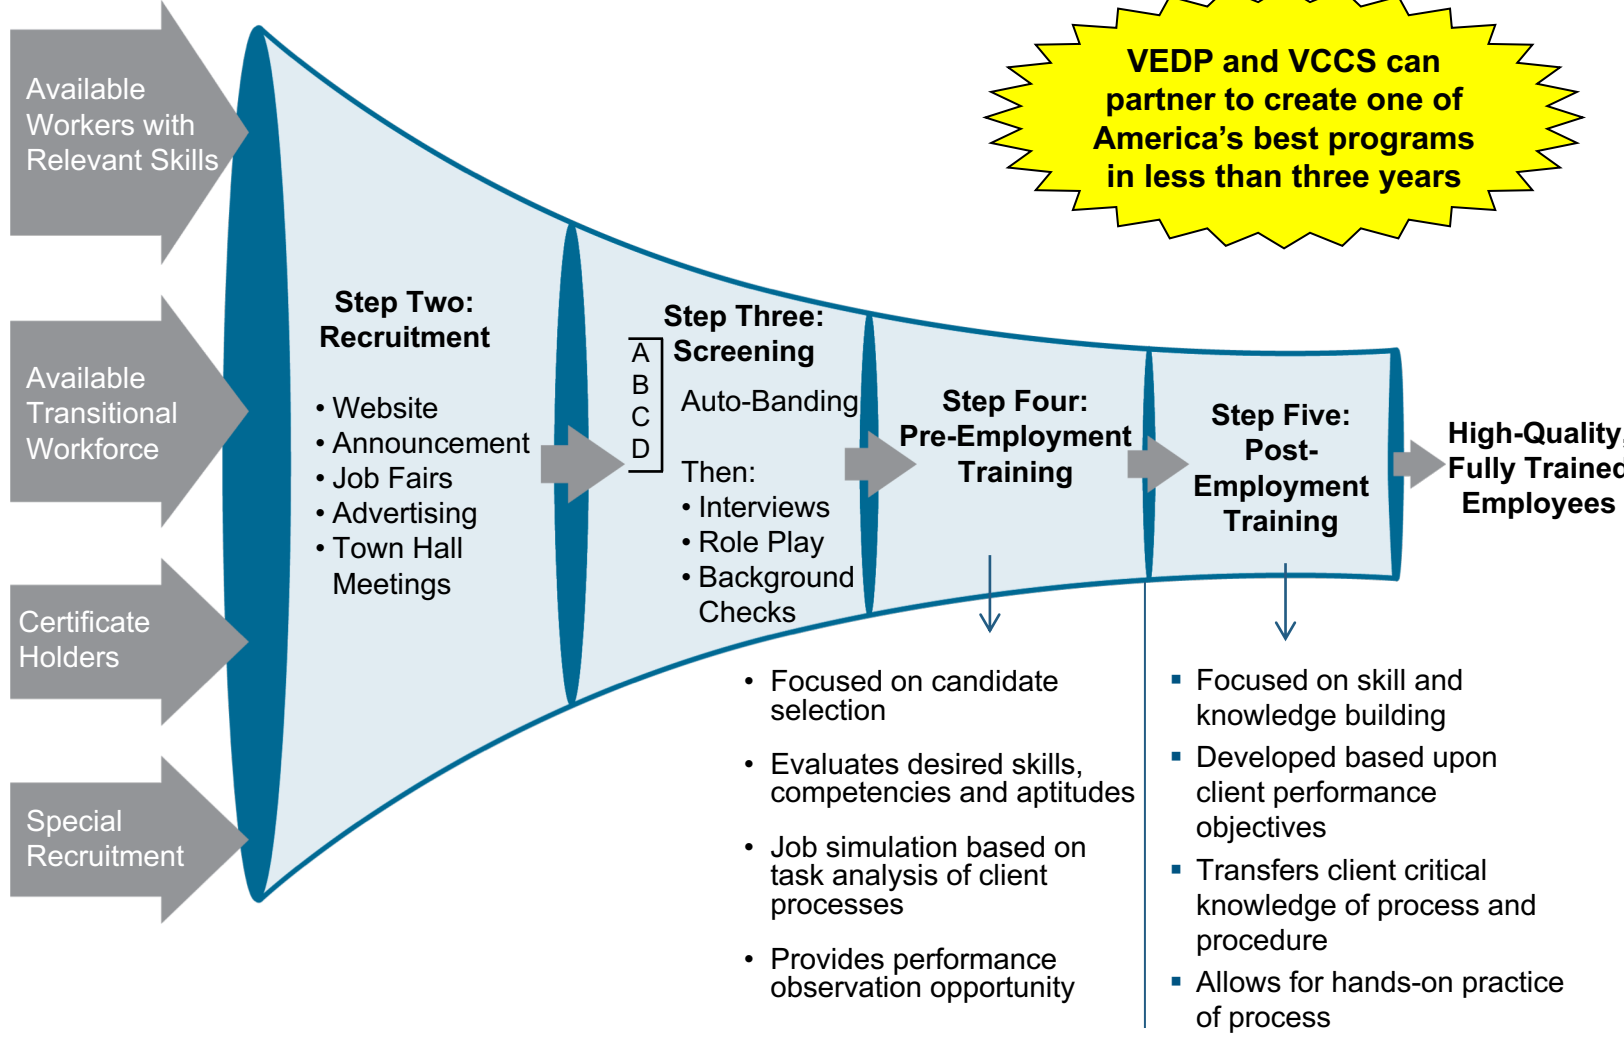 VEDP and VCCS can
partner to create one of
America's best programs
in less than three years
Available
Workers with
Relevant Skills
Available
Transitional
Workforce
Certificate
Holders
Special
Recruitment
Step Two:
Recruitment
• Website
• Announcement
• Job Fairs
• Advertising
• Town Hall
Meetings
Step Three:
Screening
A
B
C
D
Auto-Banding
Then:
• Interviews
• Role Play
• Background
Checks
Step Four:
Pre-Employment
Training
Step Five:
Post-
Employment
Training
High-Quality,
Fully Trained
Employees
• Focused on candidate
selection
• Evaluates desired skills,
competencies and aptitudes
• Job simulation based on
task analysis of client
processes
• Provides performance
observation opportunity
▪ Focused on skill and
knowledge building
▪ Developed based upon
client performance
objectives
▪ Transfers client critical
knowledge of process and
procedure
▪ Allows for hands-on practice
of process